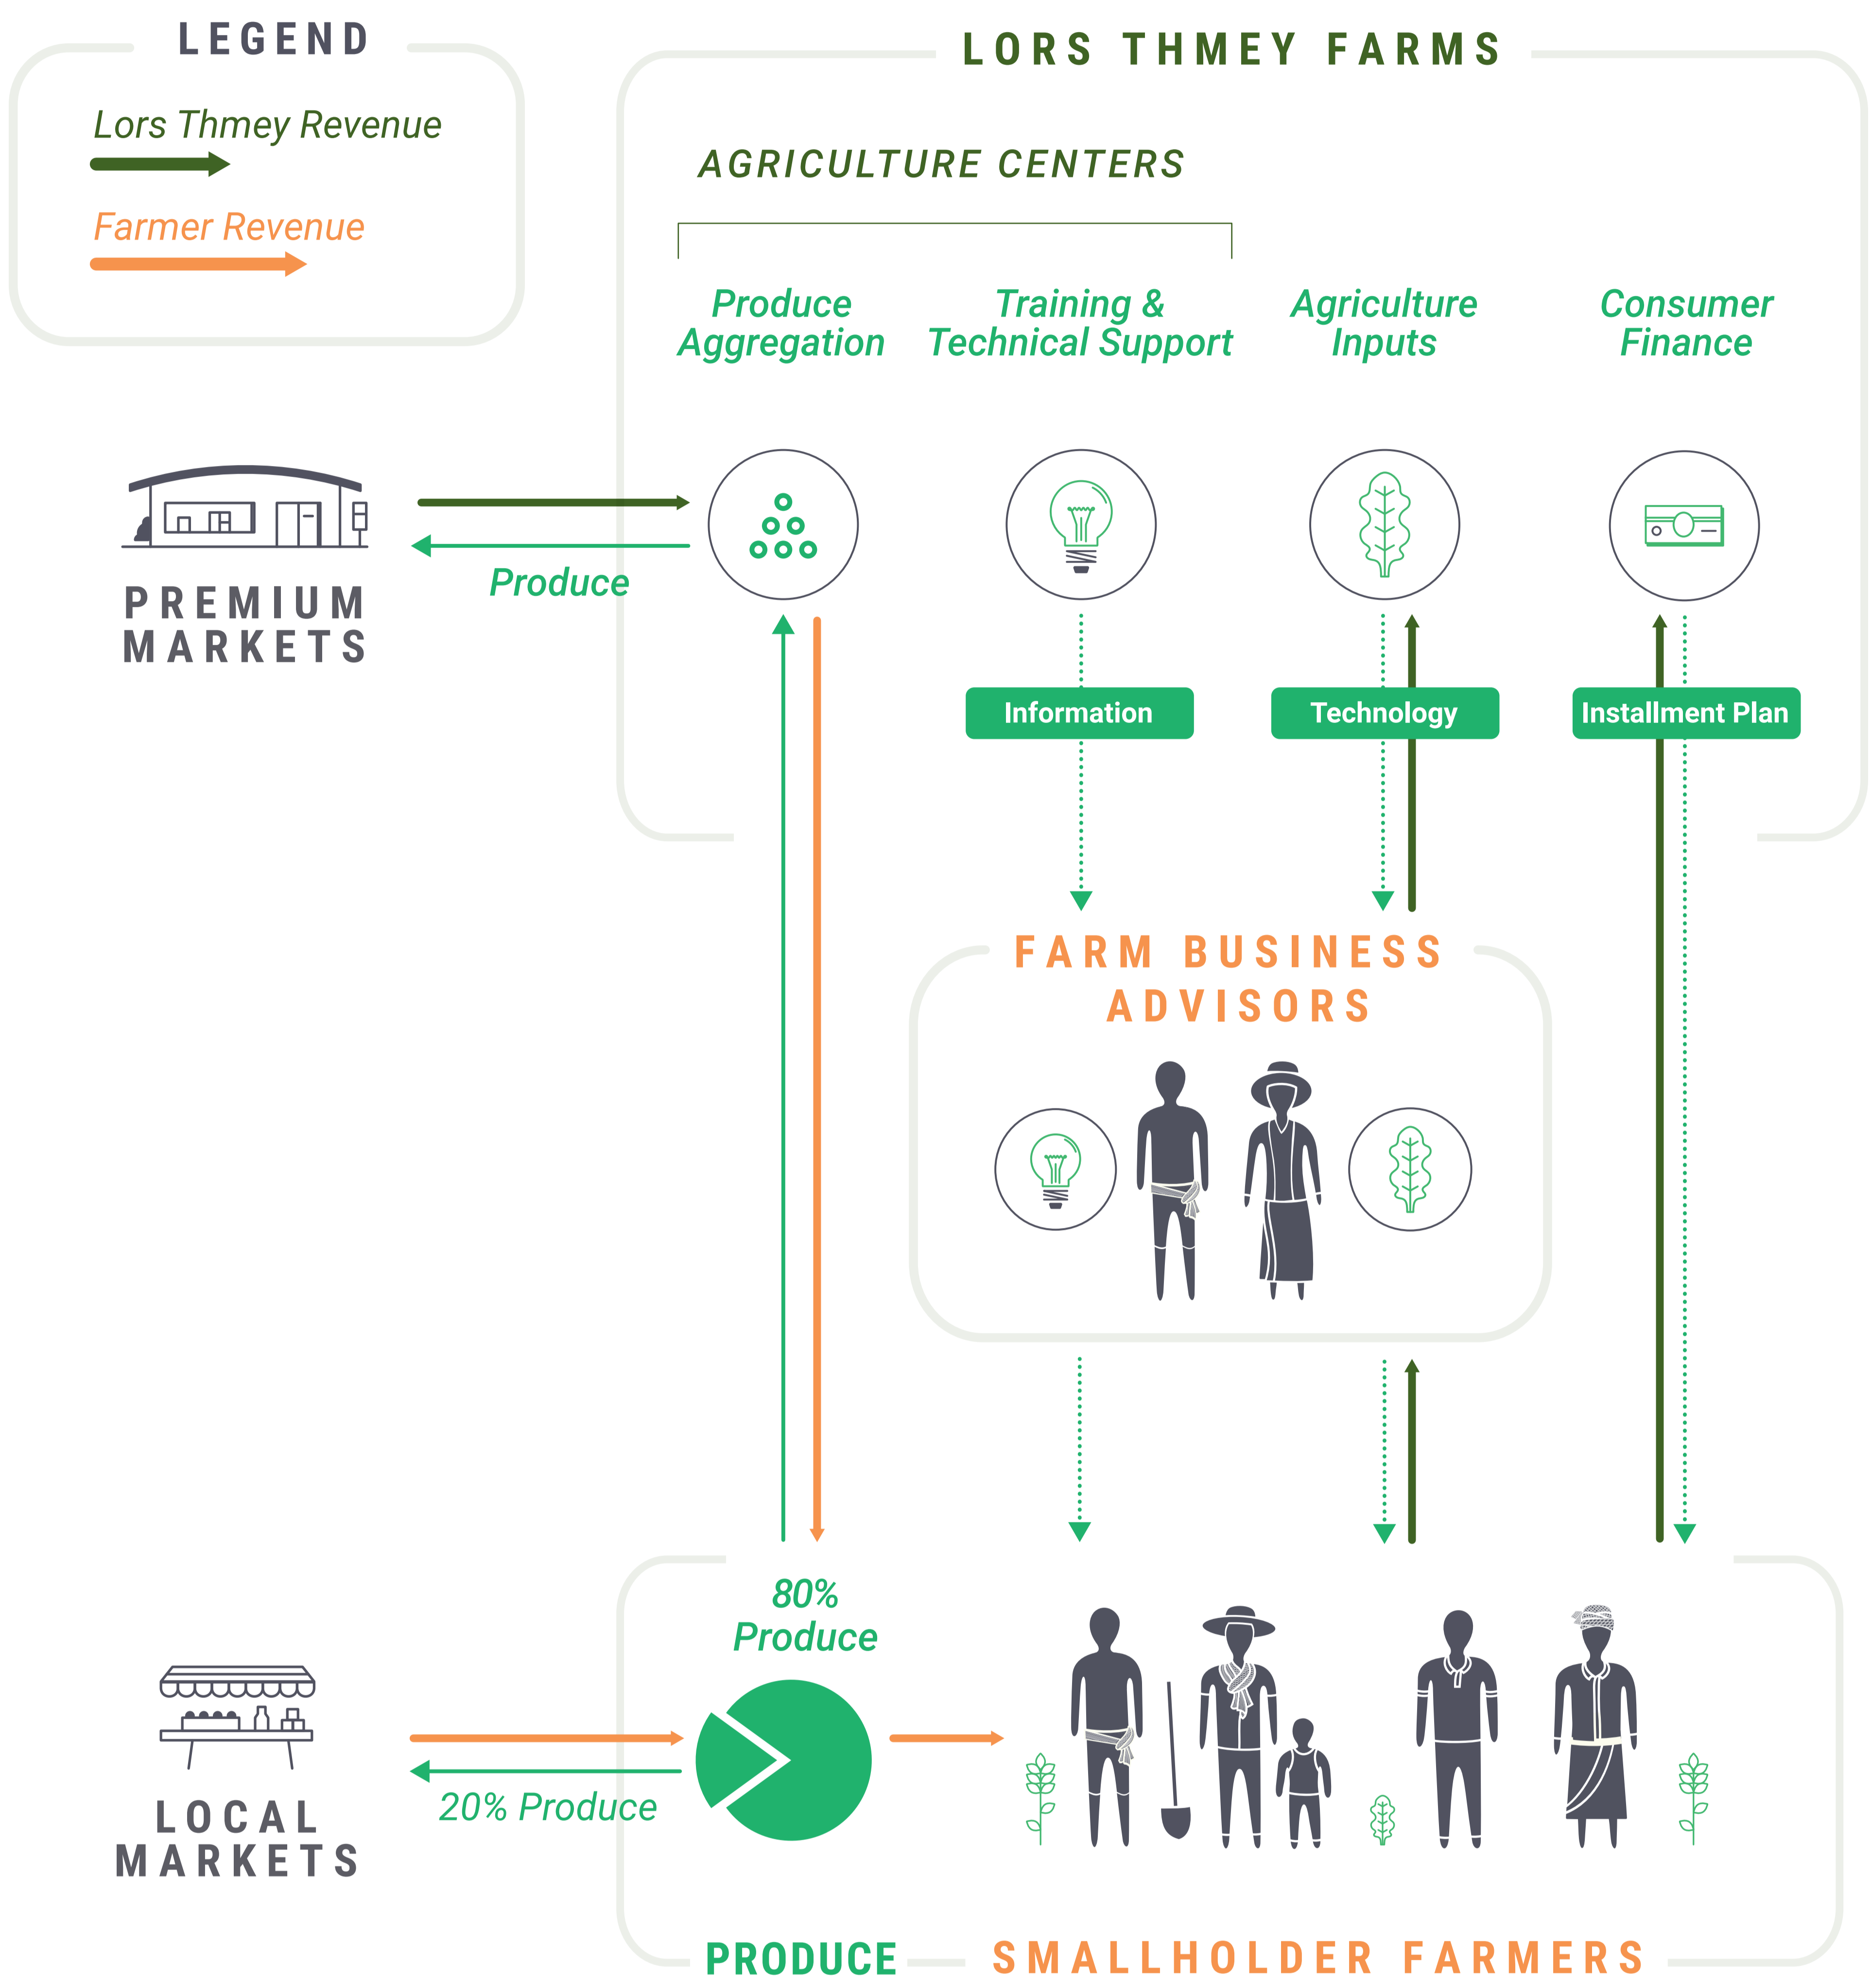 LEGEND
Lors Thmey Revenue
Farmer Revenue
LORS THMEY FARMS
AGRICULTURE CENTERS
Produce
Aggregation
Training &
Technical Support
Agriculture
Inputs
Consumer
Finance
Produce
PREMIUM
MARKETS
Information
Technology
Installment Plan
FARM BUSINESS
ADVISORS
80%
Produce
20% Produce
LOCAL
MARKETS
PRODUCE
SMALLHOLDER FARMERS